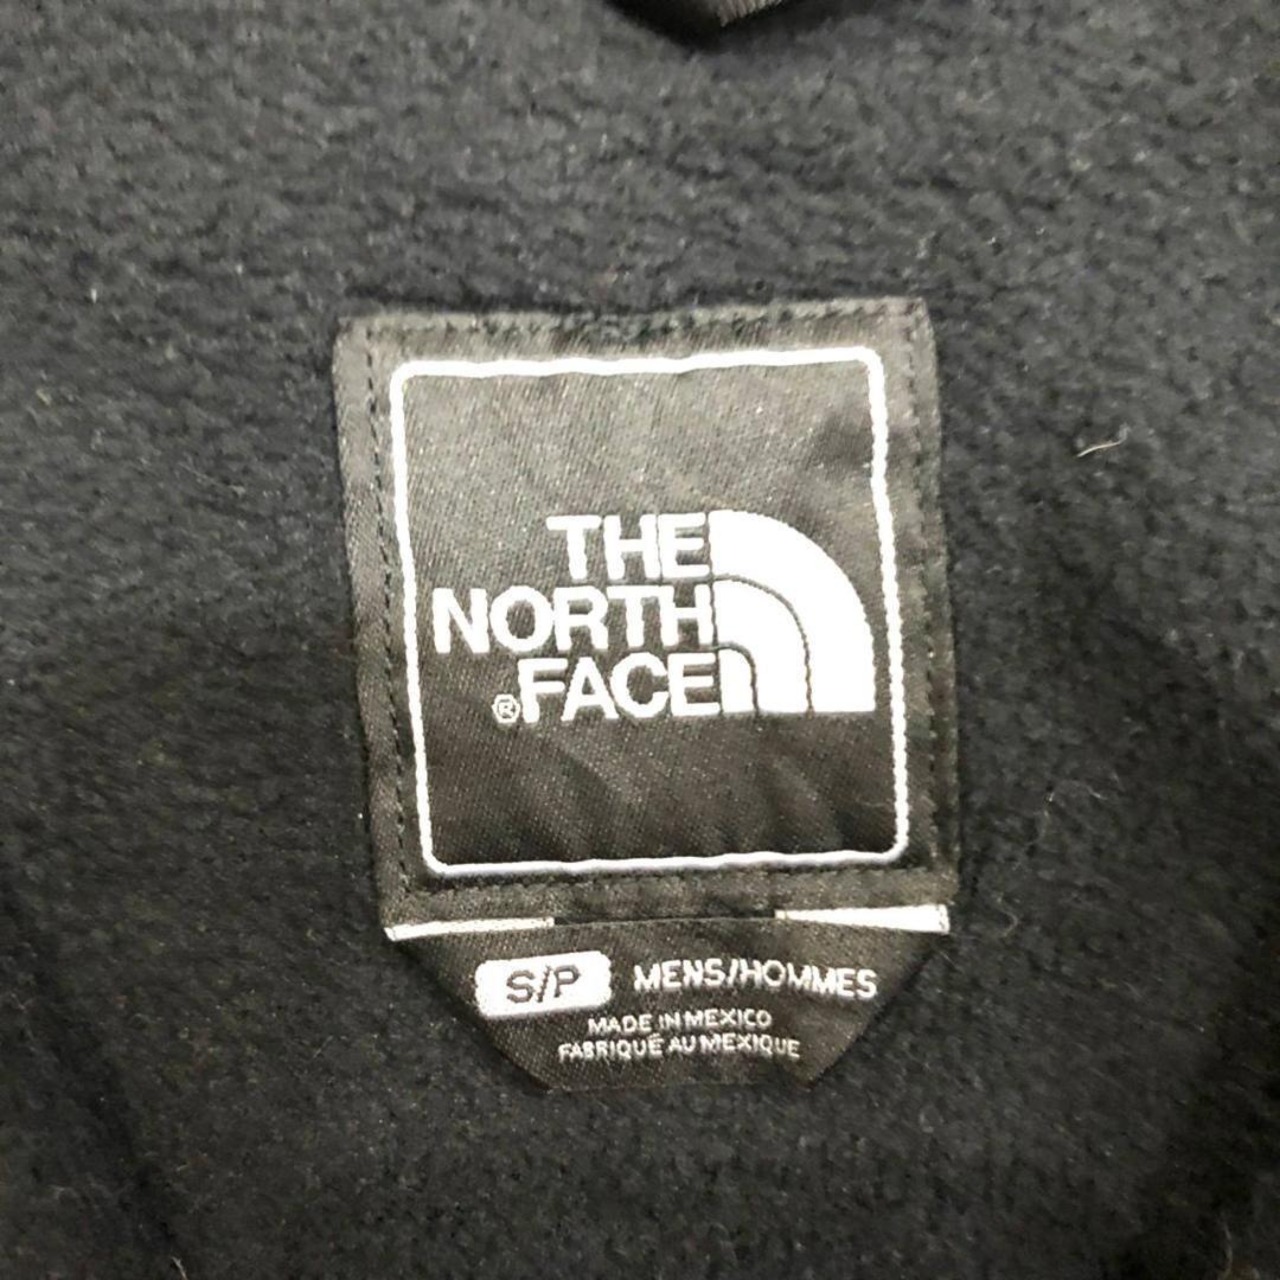 THE
NORTH
®FACE
S/P MENS/HOMMES
MADE IN MEXICO
FABRIQUÉ AU MEXIQUE